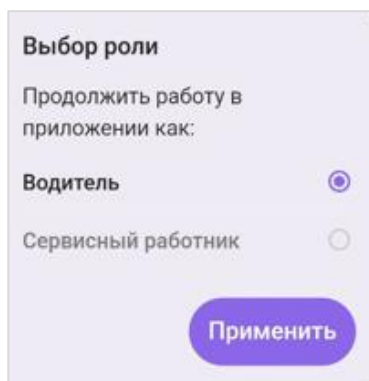 Выбор роли
Продолжить работу в
приложении как:
Водитель
Сервисный работник
Применить